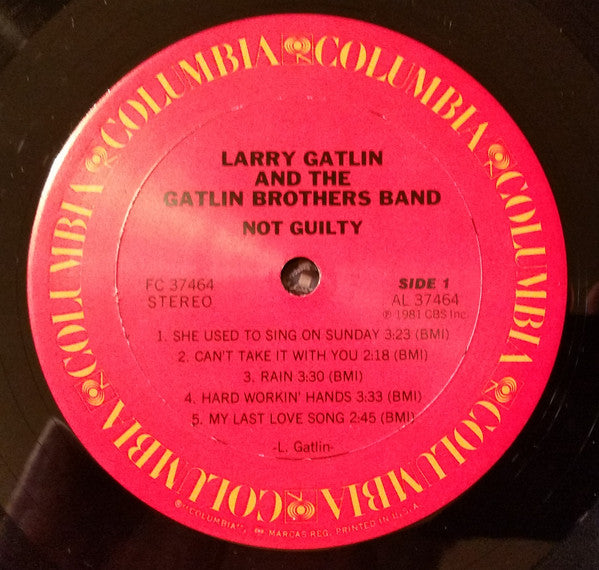 COLUMBIA COLUMBIA COLUMBIA COLUMBIA COLUMBIA COLUMBIA
LARRY GATLIN
AND THE
GATLIN BROTHERS BAND
NOT GUILTY
FC 37464
STEREO
SIDE 1
AL 37464
℗ 1981 CBS Inc.
1. SHE USED TO SING ON SUNDAY 3:23 (BMI)
2. CAN'T TAKE IT WITH YOU 2:18 (BMI)
3. RAIN 3:30 (BMI)
4. HARD WORKIN' HANDS 3:33 (BMI)
5. MY LAST LOVE SONG 2:45 (BMI)
-L. Gatlin-
® "COLUMBIA", MARCAS REG. PRINTED IN U.S.A.